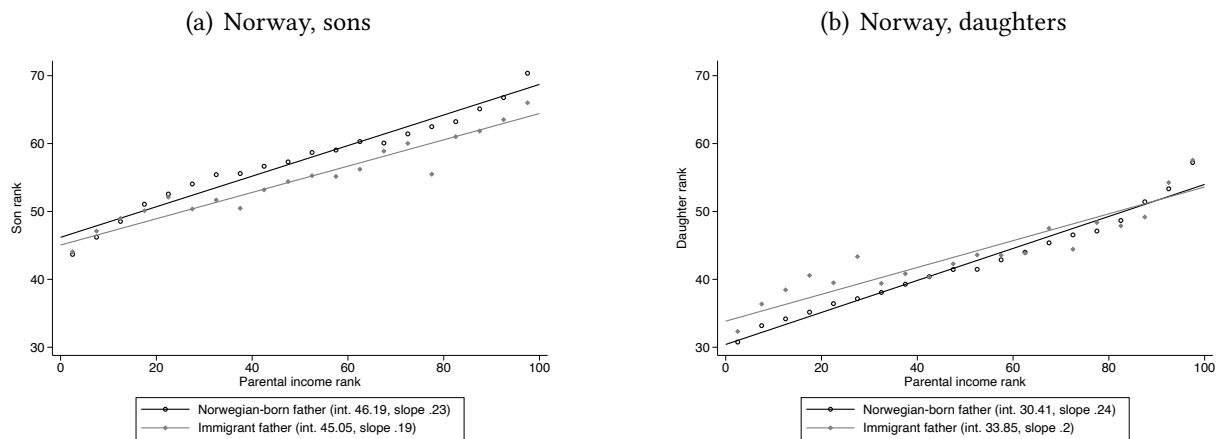 (a) Norway, sons
70
60
50
40
30
Son rank
0 20 40 60 80 100
Parental income rank
Norwegian-born father (int. 46.19, slope .23)
Immigrant father (int. 45.05, slope .19)
(b) Norway, daughters
70
60
50
40
30
Daughter rank
0 20 40 60 80 100
Parental income rank
Norwegian-born father (int. 30.41, slope .24)
Immigrant father (int. 33.85, slope .2)